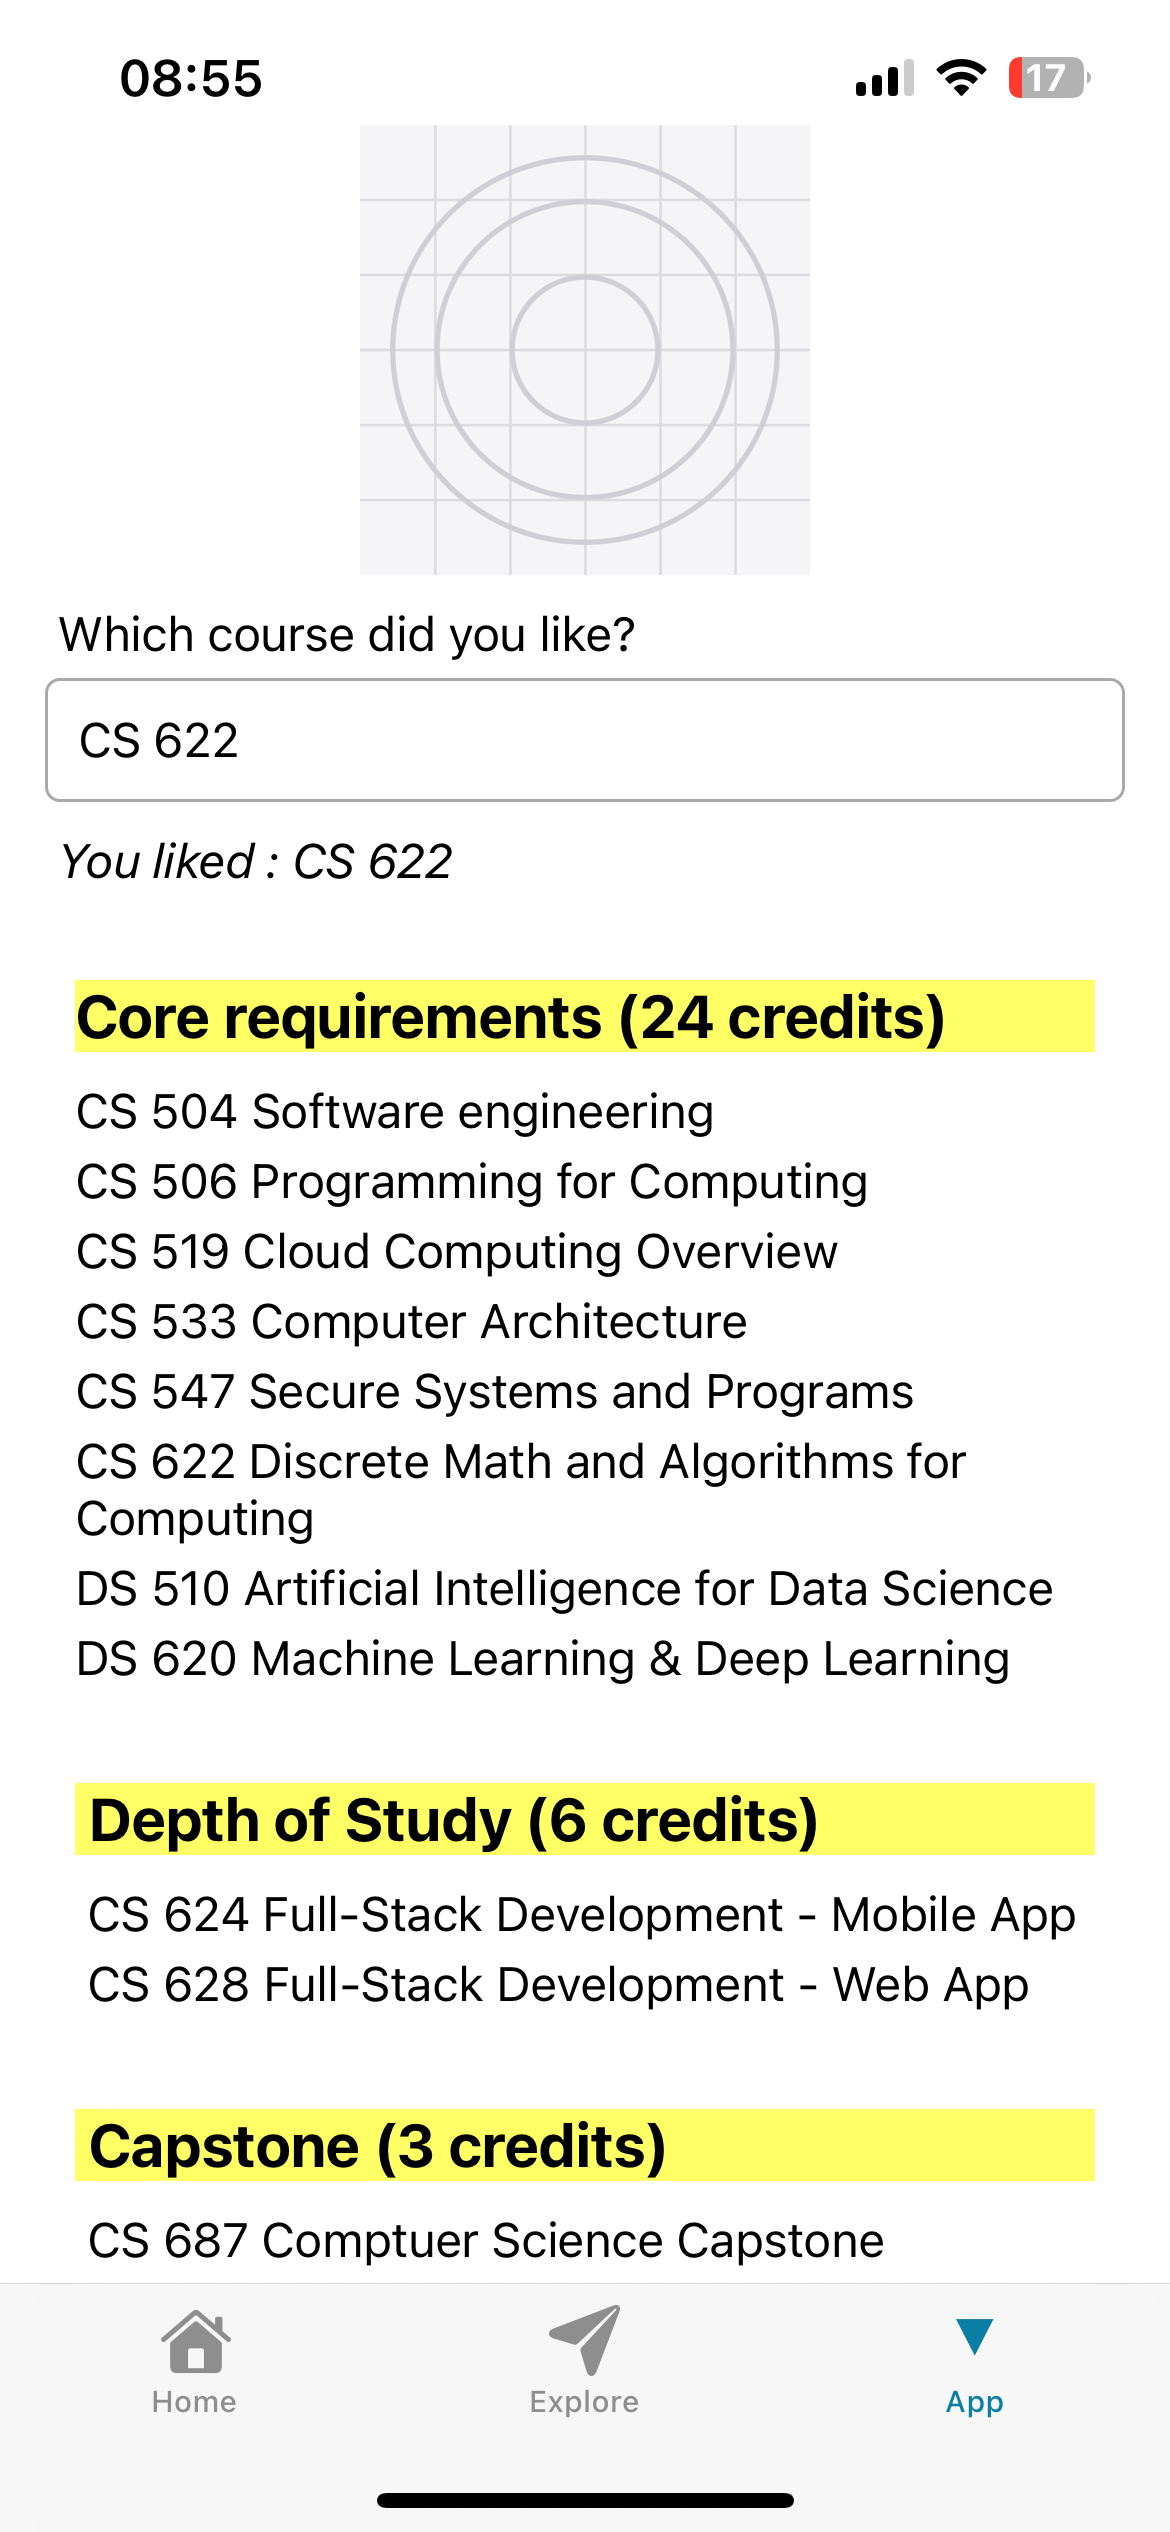 08:55
17
Which course did you like?
CS 622
You liked : CS 622
Core requirements (24 credits)
CS 504 Software engineering
CS 506 Programming for Computing
CS 519 Cloud Computing Overview
CS 533 Computer Architecture
CS 547 Secure Systems and Programs
CS 622 Discrete Math and Algorithms for
Computing
DS 510 Artificial Intelligence for Data Science
DS 620 Machine Learning & Deep Learning
Depth of Study (6 credits)
CS 624 Full-Stack Development - Mobile App
CS 628 Full-Stack Development - Web App
Capstone (3 credits)
CS 687 Comptuer Science Capstone
Home
Explore
App